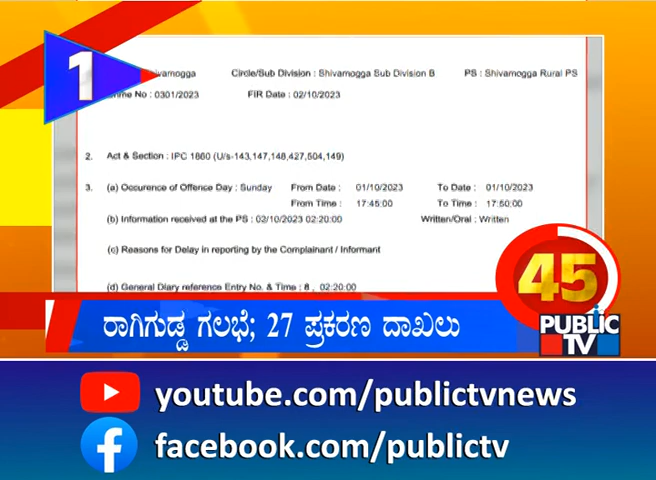 1
Shivamogga Circle/Sub Division : Shivamogga Sub Division B PS : Shivamogga Rural PS
No : 0301/2023 FIR Date : 02/10/2023
2. Act & Section : IPC 1860 (U/s-143,147,148,427,504,149)
3. (a) Occurence of Offence Day : Sunday From Date : 01/10/2023 To Date : 01/10/2023
From Time : 17:45:00 To Time : 17:50:00
(b) Information received at the PS : 02/10/2023 02:20:00 Written/Oral : Written
(c) Reasons for Delay in reporting by the Complainant / Informant
(d) General Diary reference Entry No. & Time : 8 , 02:20:00
45
ರಾಗಿಗುಡ್ಡ ಗಲಭೆ; 27 ಪ್ರಕರಣ ದಾಖಲು
PUBLIC
TV
youtube.com/publictvnews
facebook.com/publictv